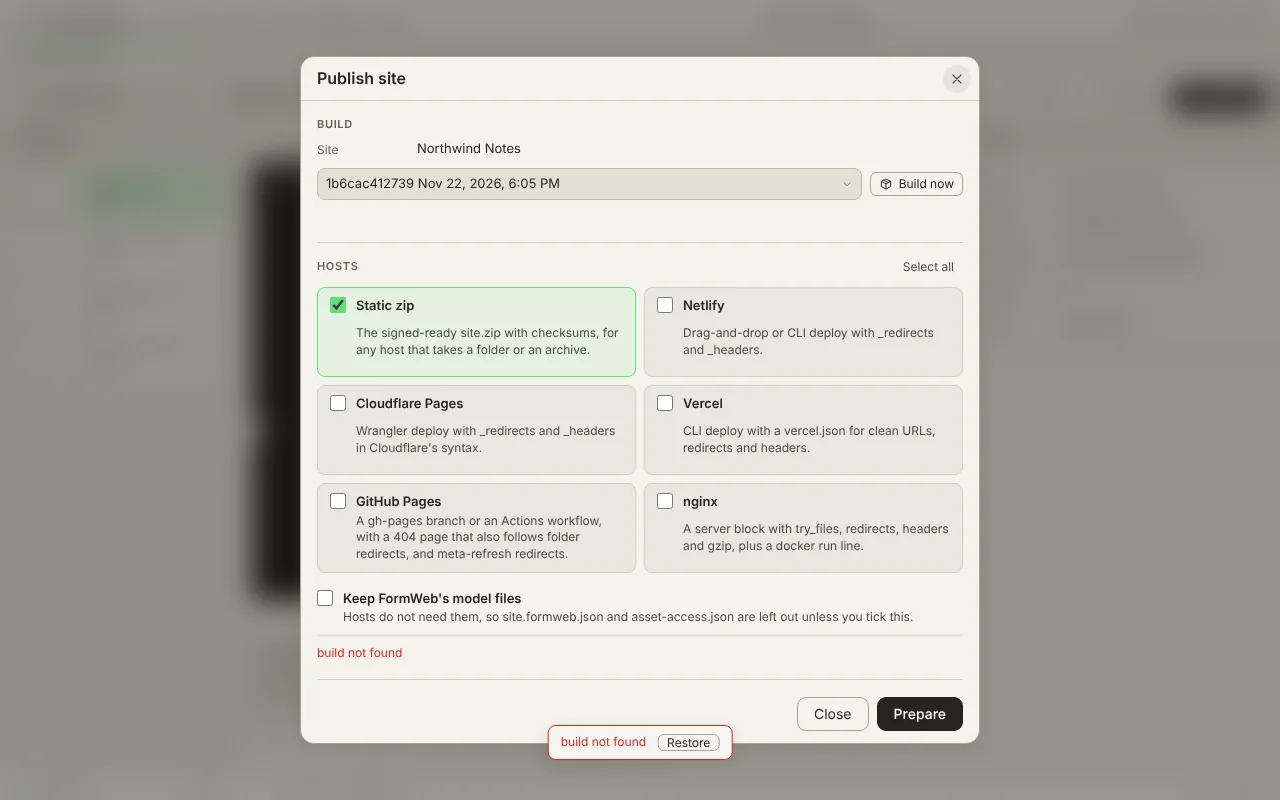 Publish site
BUILD
Site
Northwind Notes
1b6cac412739 Nov 22, 2026, 6:05 PM
Build now
HOSTS
Select all
Static zip
The signed-ready site.zip with checksums, for
any host that takes a folder or an archive.
Netlify
Drag-and-drop or CLI deploy with _redirects
and _headers.
Cloudflare Pages
Wrangler deploy with _redirects and _headers
in Cloudflare's syntax.
Vercel
CLI deploy with a vercel.json for clean URLs,
redirects and headers.
GitHub Pages
A gh-pages branch or an Actions workflow,
with a 404 page that also follows folder
redirects, and meta-refresh redirects.
nginx
A server block with try_files, redirects, headers
and gzip, plus a docker run line.
Keep FormWeb's model files
Hosts do not need them, so site.formweb.json and asset-access.json are left out unless you tick this.
build not found
Close
Prepare
build not found
Restore